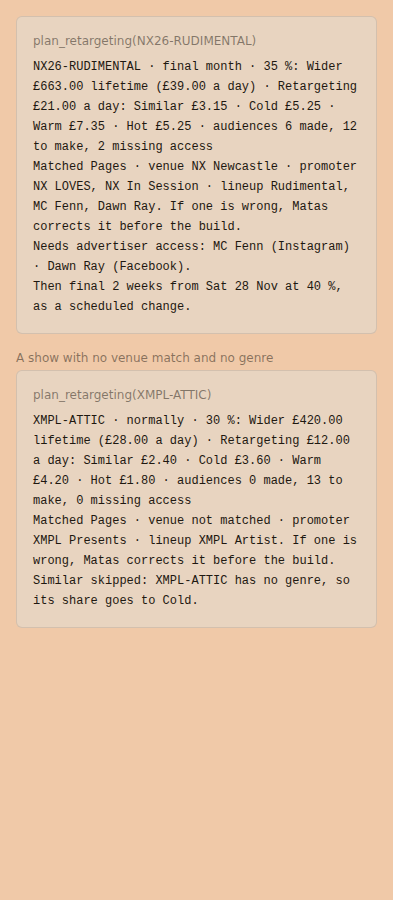 plan_retargeting(NX26-RUDIMENTAL)
NX26-RUDIMENTAL · final month · 35 %: Wider
£663.00 lifetime (£39.00 a day) · Retargeting
£21.00 a day: Similar £3.15 · Cold £5.25 ·
Warm £7.35 · Hot £5.25 · audiences 6 made, 12
to make, 2 missing access
Matched Pages · venue NX Newcastle · promoter
NX LOVES, NX In Session · lineup Rudimental,
MC Fenn, Dawn Ray. If one is wrong, Matas
corrects it before the build.
Needs advertiser access: MC Fenn (Instagram)
· Dawn Ray (Facebook).
Then final 2 weeks from Sat 28 Nov at 40 %,
as a scheduled change.
A show with no venue match and no genre
plan_retargeting(XMPL-ATTIC)
XMPL-ATTIC · normally · 30 %: Wider £420.00
lifetime (£28.00 a day) · Retargeting £12.00
a day: Similar £2.40 · Cold £3.60 · Warm
£4.20 · Hot £1.80 · audiences 0 made, 13 to
make, 0 missing access
Matched Pages · venue not matched · promoter
XMPL Presents · lineup XMPL Artist. If one is
wrong, Matas corrects it before the build.
Similar skipped: XMPL-ATTIC has no genre, so
its share goes to Cold.